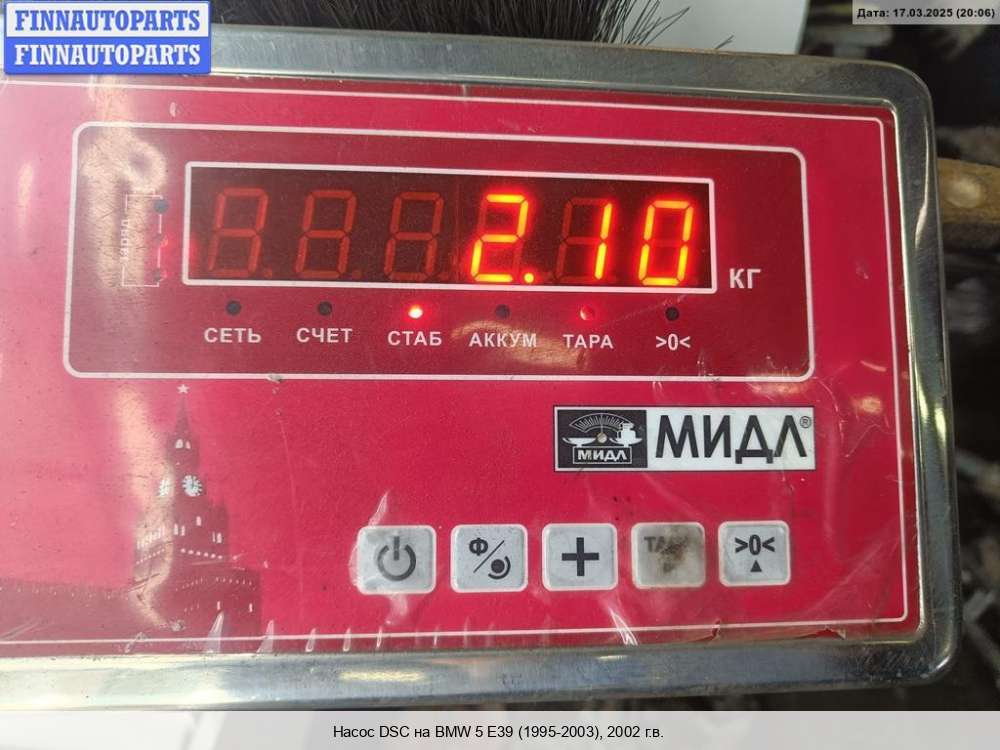 FINNAUTOPARTS
FINNAUTOPARTS
Дата: 17.03.2025 (20:06)
2.10
КГ
СЕТЬ СЧЕТ СТАБ АККУМ ТАРА >0<
МИДЛ
МИДЛ®
Ф >0<
Насос DSC на BMW 5 E39 (1995-2003), 2002 г.в.